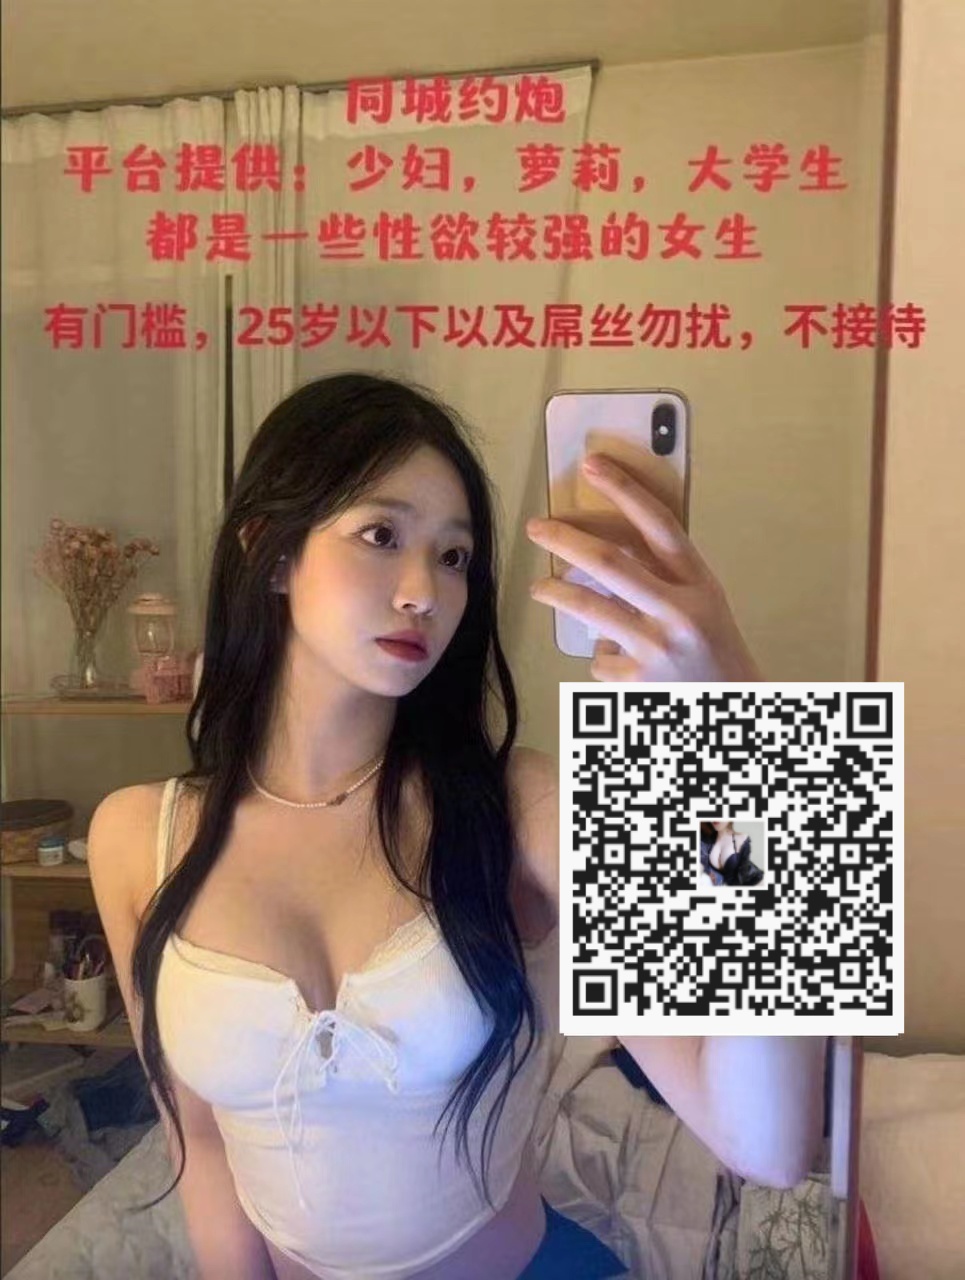 同城约炮
平台提供：少妇，萝莉，大学生
都是一些性欲较强的女生
有门槛，25岁以下以及屌丝勿扰，不接待